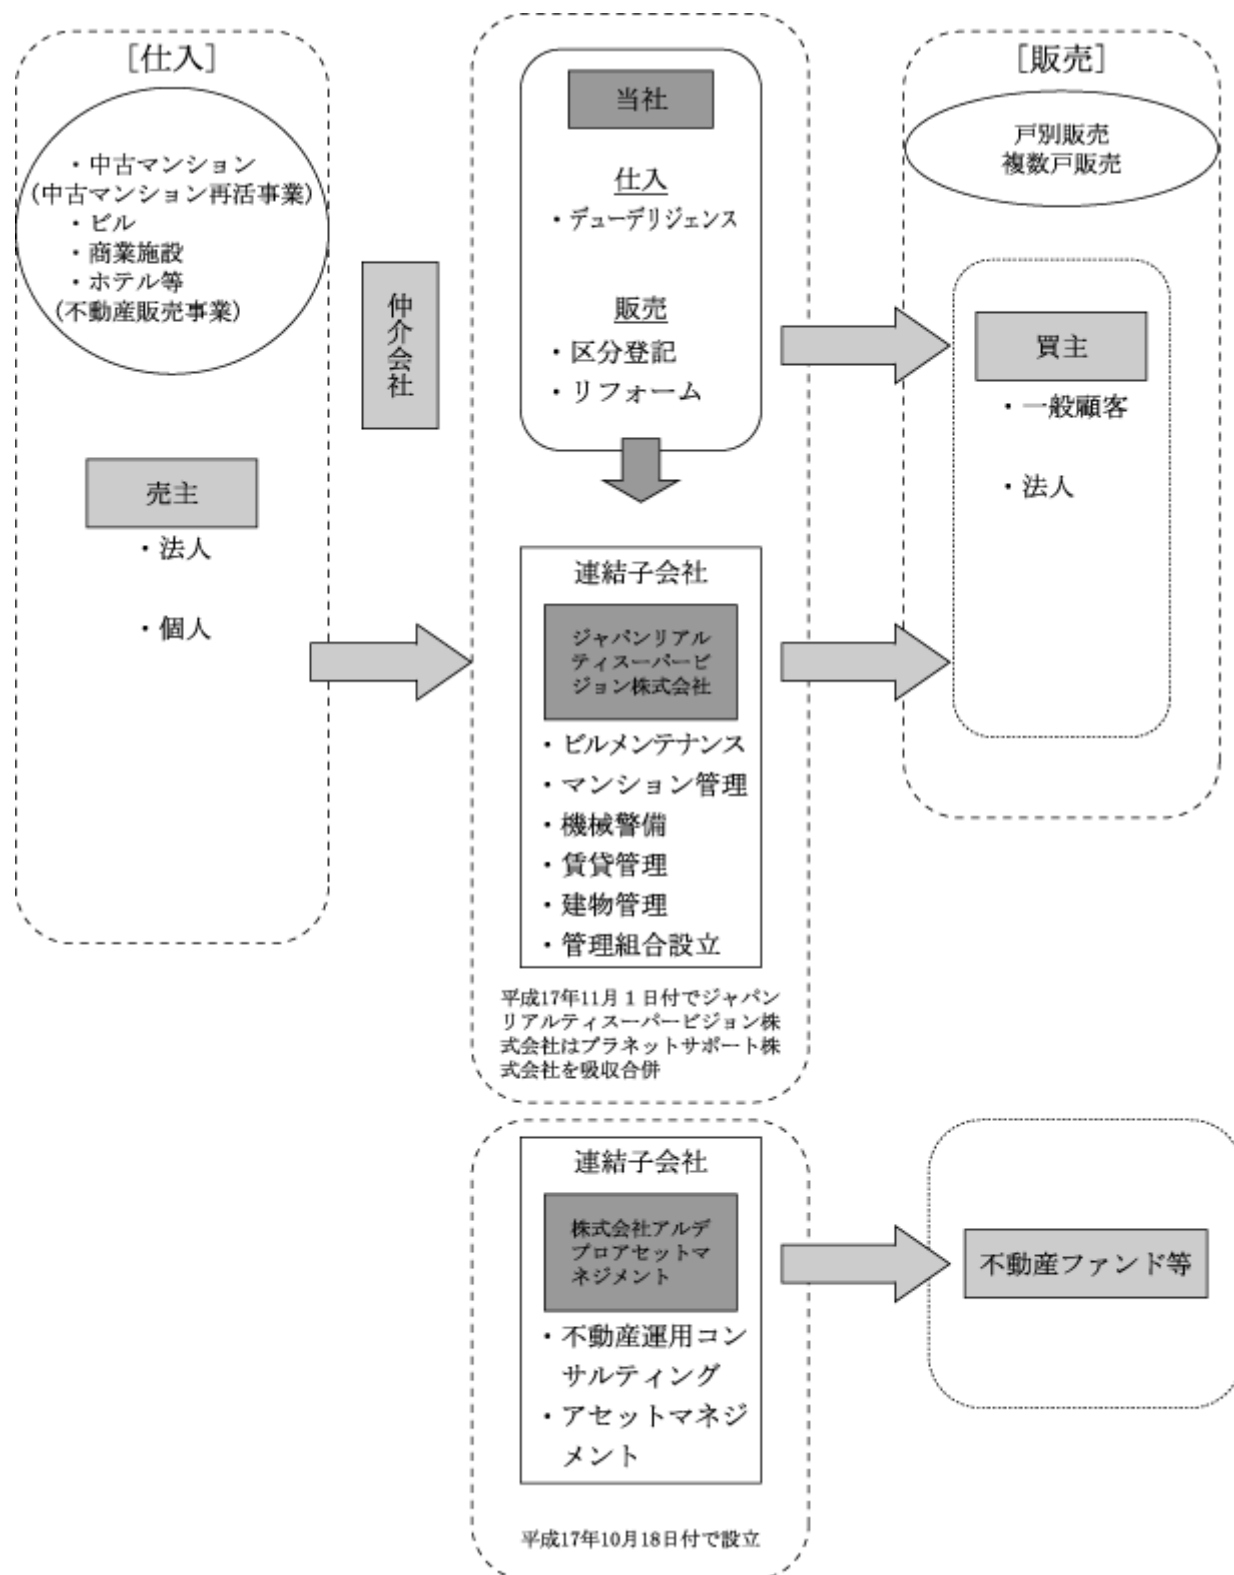 ［仕入］
・中古マンション
(中古マンション再活事業)
・ビル
・商業施設
・ホテル等
(不動産販売事業)
売主
・法人
・個人
仲介会社
当社
仕入
・デューデリジェンス
販売
・区分登記
・リフォーム
連結子会社
ジャパンリアル
ティスーパービ
ジョン株式会社
・ビルメンテナンス
・マンション管理
・機械警備
・賃貸管理
・建物管理
・管理組合設立
平成17年11月１日付でジャパン
リアルティスーパービジョン株
式会社はプラネットサポート株
式会社を吸収合併
［販売］
戸別販売
複数戸販売
買主
・一般顧客
・法人
連結子会社
株式会社アルデ
プロアセットマ
ネジメント
・不動産運用コン
サルティング
・アセットマネジ
メント
平成17年10月18日付で設立
不動産ファンド等